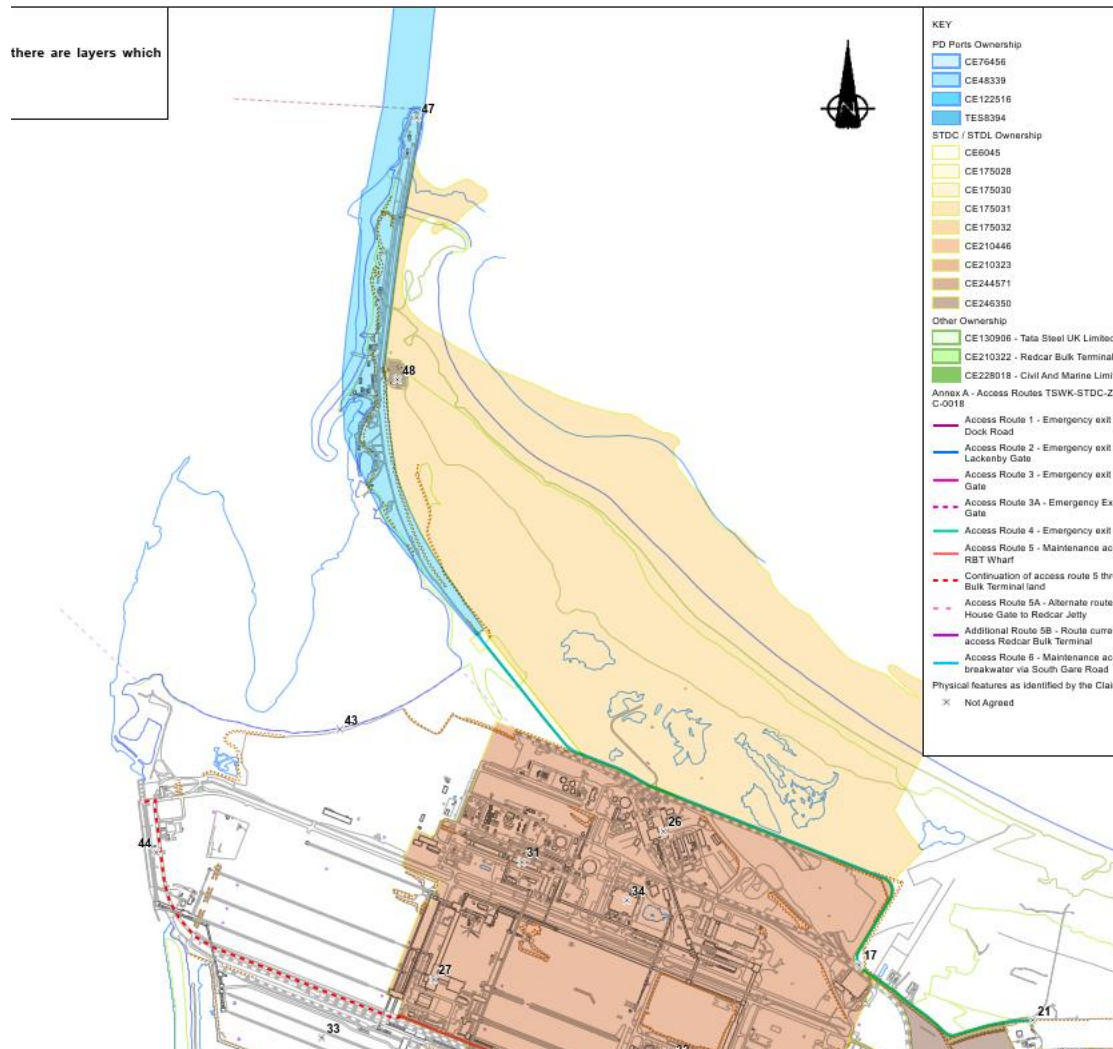 there are layers which
KEY
PD Ports Ownership
CE76456
CE48339
CE122516
TES8394
STDC / STDL Ownership
CE6045
CE175028
CE175030
CE175031
CE175032
CE210446
CE210323
CE244571
CE246350
Other Ownership
CE130906 - Tata Steel UK Limited
CE210322 - Redcar Bulk Terminal
CE228018 - Civil And Marine Limi
Annex A - Access Routes TSWK-STDC-Z
C-0018
Access Route 1 - Emergency exit
Dock Road
Access Route 2 - Emergency exit
Lackenby Gate
Access Route 3 - Emergency exit
Gate
Access Route 3A - Emergency Ex
Gate
Access Route 4 - Emergency exit
Access Route 5 - Maintenance ac
RBT Wharf
Continuation of access route 5 thr
Bulk Terminal land
Access Route 5A - Alternate route
House Gate to Redcar Jetty
Additional Route 5B - Route curre
access Redcar Bulk Terminal
Access Route 6 - Maintenance ac
breakwater via South Gare Road
Physical features as identified by the Clai
Not Agreed
N
47
48
43
26
44
31
34
17
27
21
33